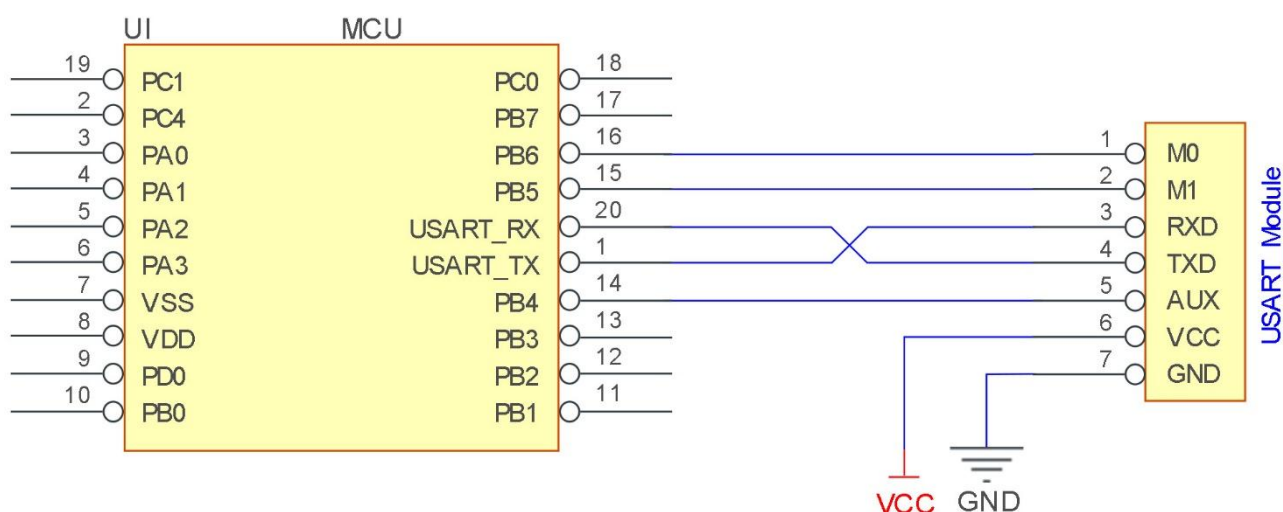 UI MCU
19 PC1 PC0 18
2 PC4 PB7 17
3 PA0 PB6 16 1 M0
4 PA1 PB5 15 2 M1
5 PA2 USART_RX 20 3 RXD
6 PA3 USART_TX 1 4 TXD
7 VSS PB4 14 5 AUX
8 VDD PB3 13 6 VCC
9 PD0 PB2 12 7 GND
10 PB0 PB1 11
USART Module
VCC GND